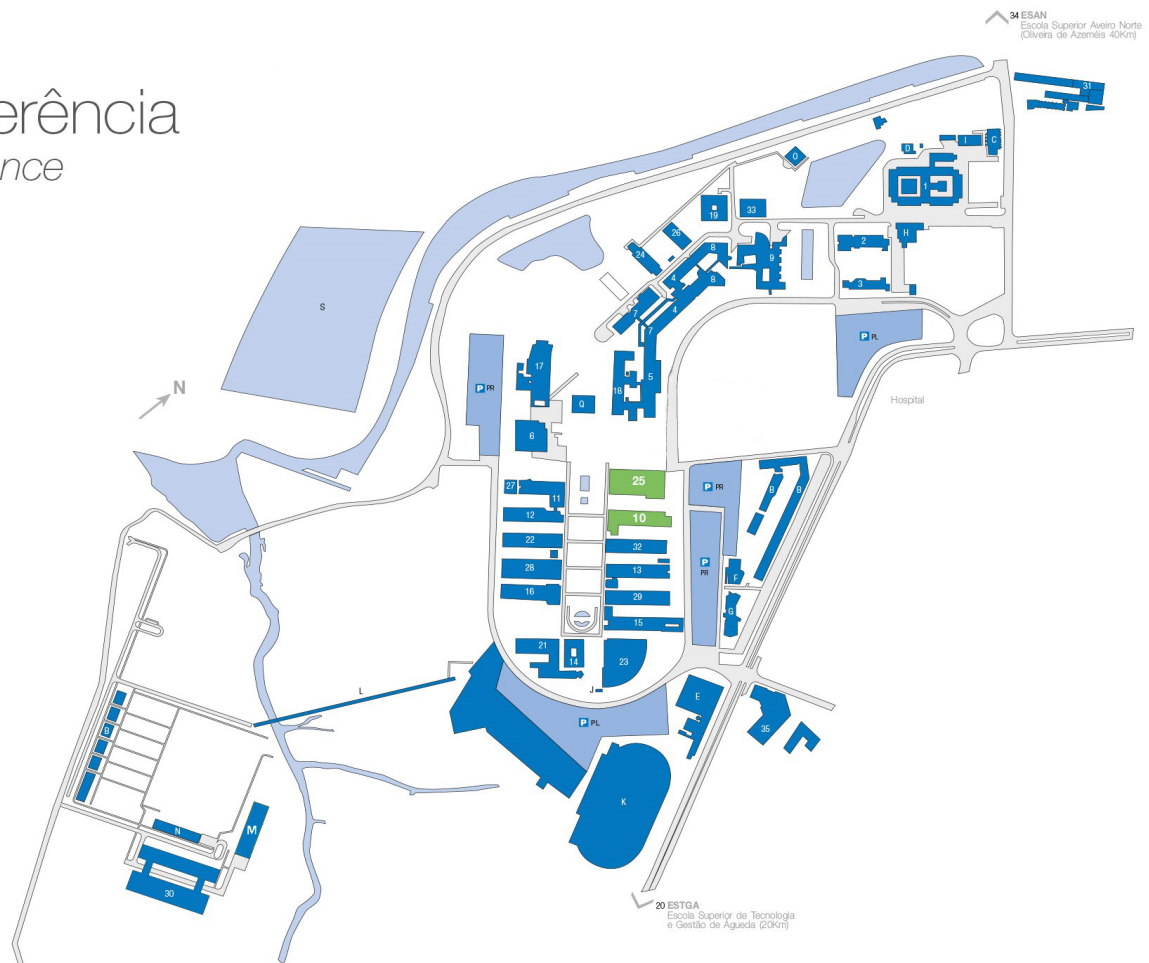 34 ESAN
Escola Superior Aveiro Norte
(Oliveira de Azeméis 40Km)
erência
nce
31
O
D
I
C
1
19
33
H
26
8
2
24
9
4
8
3
S
7
4
7
P PL
N
17
5
18
P PR
Q
Hospital
6
25
27
11
P PR
B
B
12
10
22
32
28
13
P
PR
F
16
29
G
15
21
14
23
J
L
E
P PL
35
B
K
N
M
30
20 ESTGA
Escola Superior de Tecnologia
e Gestão de Águeda (20Km)